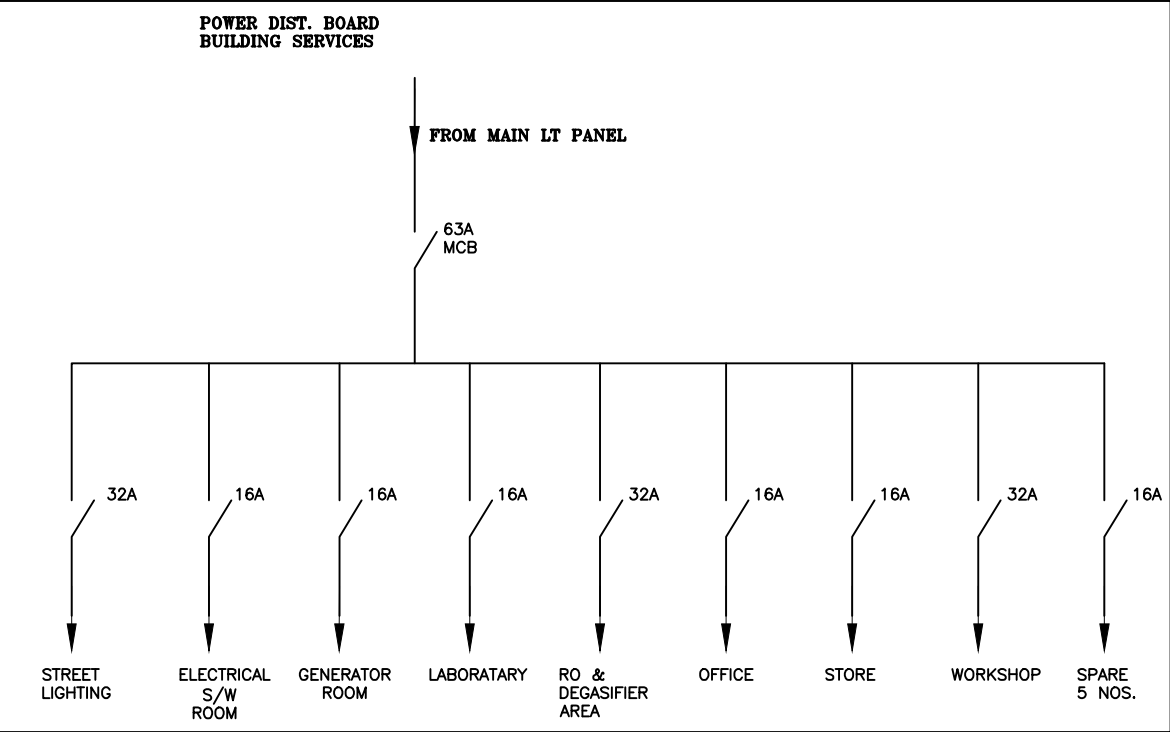 POWER DIST. BOARD
BUILDING SERVICES
FROM MAIN LT PANEL
63A
MCB
32A
16A
16A
16A
32A
16A
16A
32A
16A
STREET
LIGHTING
ELECTRICAL
S/W
ROOM
GENERATOR
ROOM
LABORATARY
RO &
DEGASIFIER
AREA
OFFICE
STORE
WORKSHOP
SPARE
5 NOS.